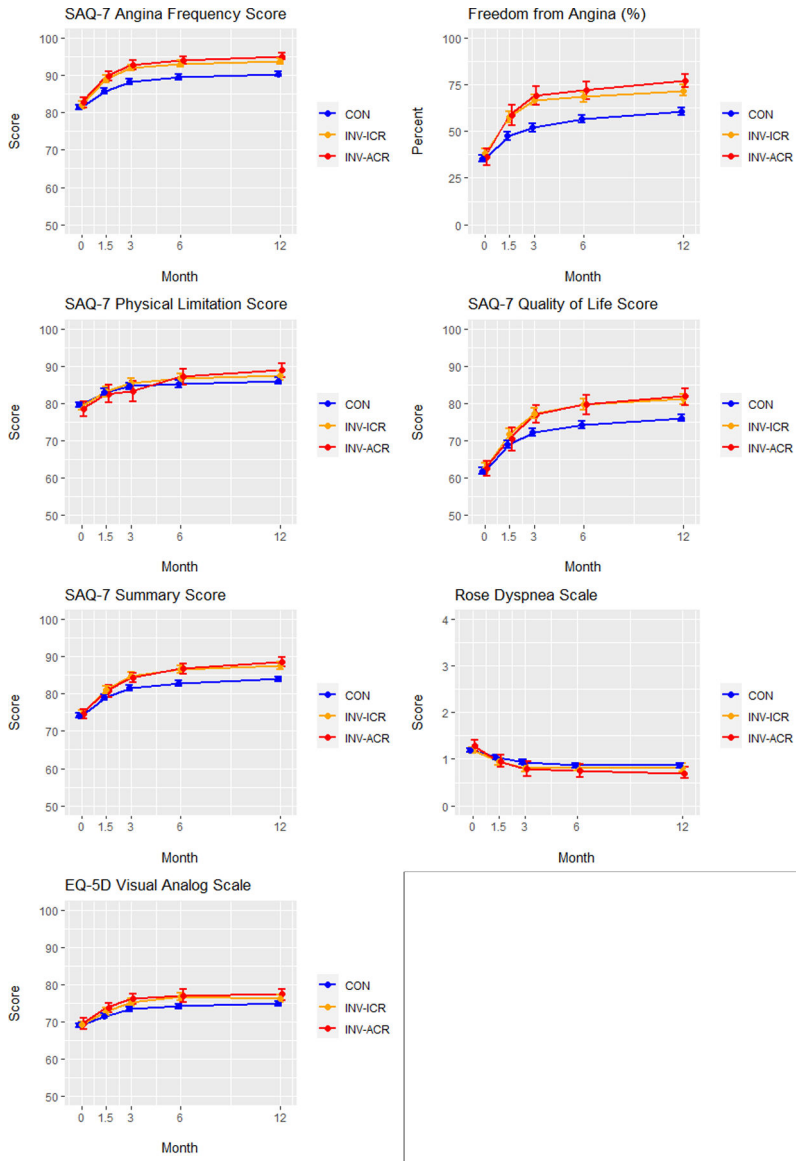 SAQ-7 Angina Frequency Score
100
90
80
70
60
50
Score
0 1.5 3 6 12
Month
CON
INV-ICR
INV-ACR
Freedom from Angina (%)
100
75
50
25
0
Percent
0 1.5 3 6 12
Month
CON
INV-ICR
INV-ACR
SAQ-7 Physical Limitation Score
100
90
80
70
60
50
Score
0 1.5 3 6 12
Month
CON
INV-ICR
INV-ACR
SAQ-7 Quality of Life Score
100
90
80
70
60
50
Score
0 1.5 3 6 12
Month
CON
INV-ICR
INV-ACR
SAQ-7 Summary Score
100
90
80
70
60
50
Score
0 1.5 3 6 12
Month
CON
INV-ICR
INV-ACR
Rose Dyspnea Scale
4
3
2
1
0
Score
0 1.5 3 6 12
Month
CON
INV-ICR
INV-ACR
EQ-5D Visual Analog Scale
100
90
80
70
60
50
Score
0 1.5 3 6 12
Month
CON
INV-ICR
INV-ACR